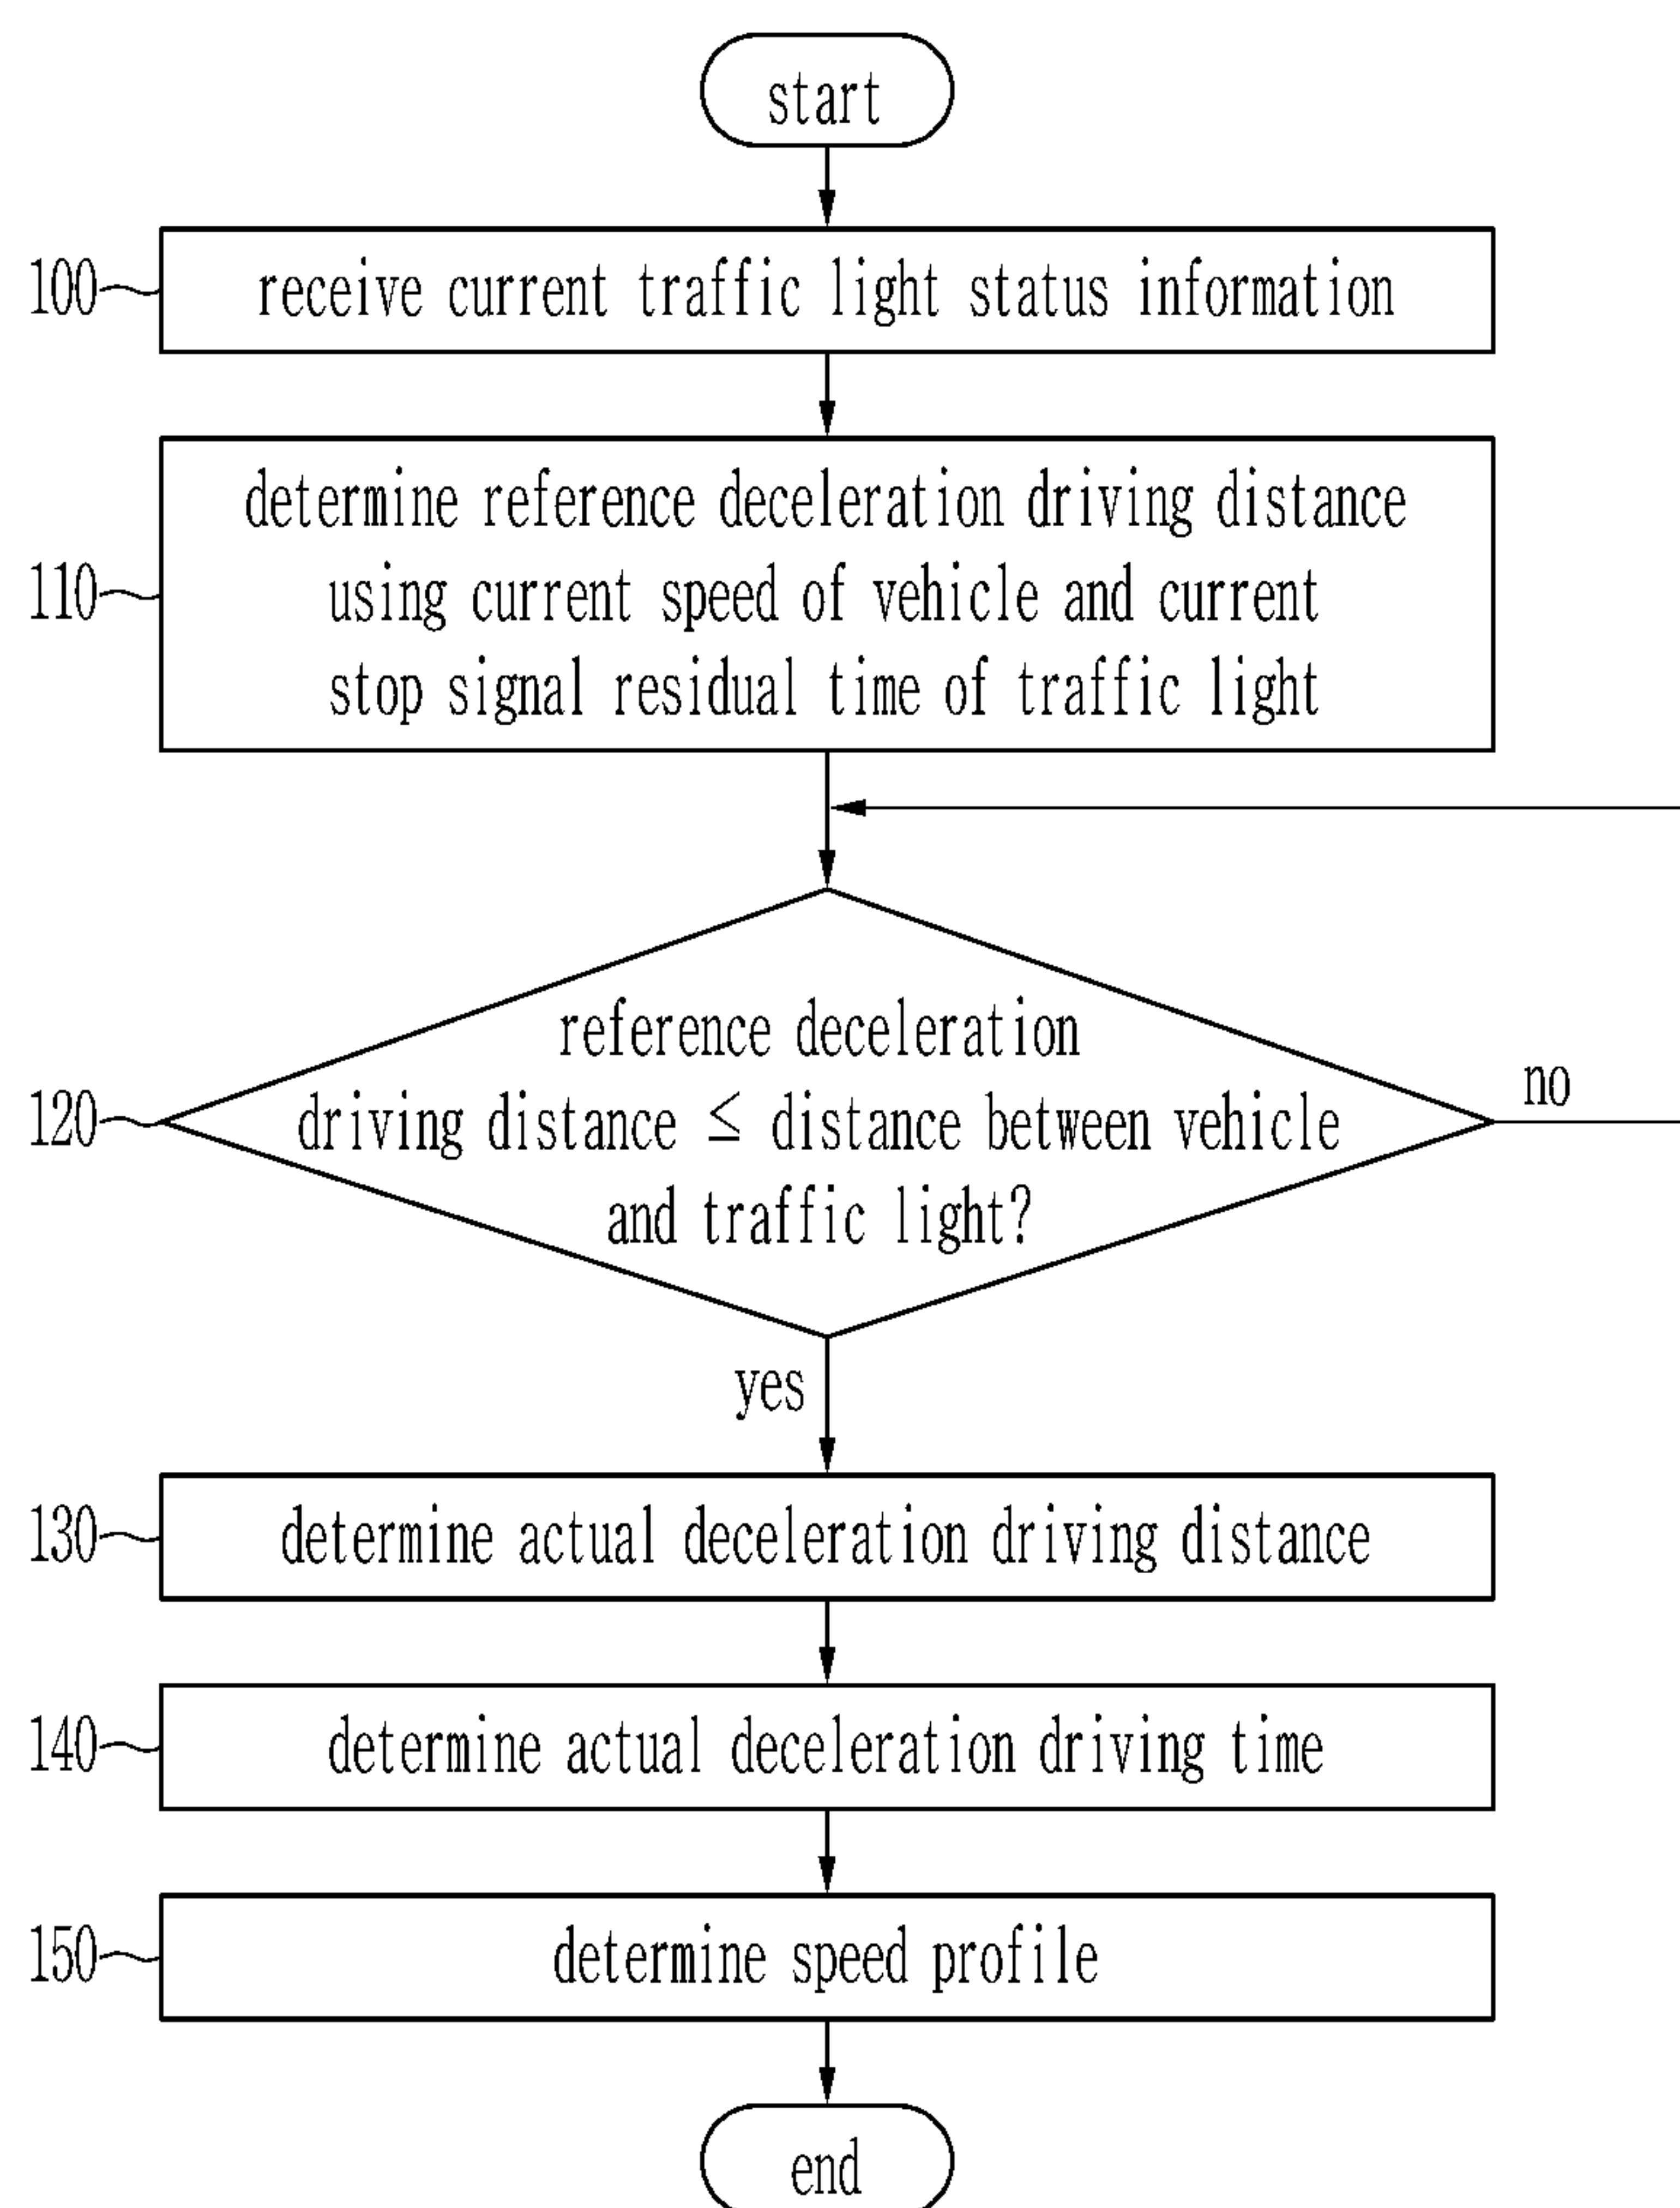 start
100
receive current traffic light status information
determine reference deceleration driving distance
110
using current speed of vehicle and current
stop signal residual time of traffic light
reference deceleration
120
driving distance ≤ distance between vehicle
no
and traffic light?
yes
130
determine actual deceleration driving distance
140
determine actual deceleration driving time
150
determine speed profile
end